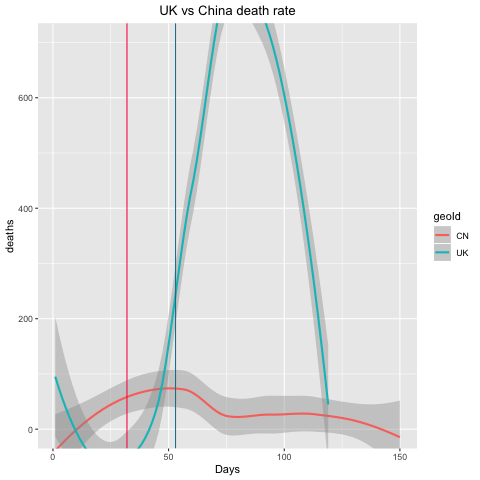 UK vs China death rate
600
400
200
0
deaths
0 50 100 150
Days
geoId
CN
UK